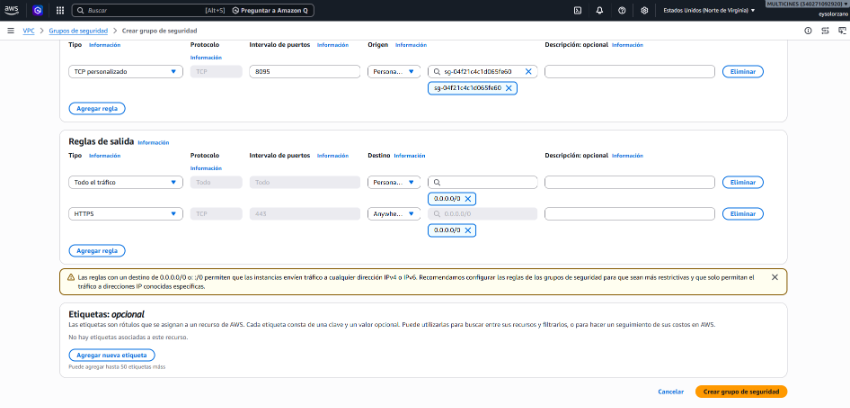 aws
Buscar [Alt+S] Preguntar a Amazon Q
Estados Unidos (Norte de Virginia)
VPC > Grupos de seguridad > Crear grupo de seguridad
Tipo Información Protocolo Intervalo de puertos Información Origen Información Descripción: opcional Información
Información
TCP personalizado TCP 8095 Persona... sg-04f21c4c1d065fe60 Eliminar
sg-04f21c4c1d065fe60
Agregar regla
Reglas de salida Información
Tipo Información Protocolo Intervalo de puertos Información Destino Información Descripción: opcional Información
Información
Todo el tráfico Todo Todo Persona... Eliminar
0.0.0.0/0
HTTPS TCP 443 Anywhe... 0.0.0.0/0 Eliminar
0.0.0.0/0
Agregar regla
Las reglas con un destino de 0.0.0.0/0 o ::/0 permiten que las instancias envíen tráfico a cualquier dirección IPv4 o IPv6. Recomendamos configurar las reglas de los grupos de seguridad para que sean más restrictivas y que solo permitan el
tráfico a direcciones IP conocidas específicas.
Etiquetas: opcional
Las etiquetas son rótulos que se asignan a un recurso de AWS. Cada etiqueta consta de una clave y un valor opcional. Puede utilizarlas para buscar entre sus recursos y filtrarlos, o para hacer un seguimiento de sus costos en AWS.
No hay etiquetas asociadas a este recurso.
Agregar nueva etiqueta
Puede agregar hasta 50 etiquetas más
Cancelar Crear grupo de seguridad